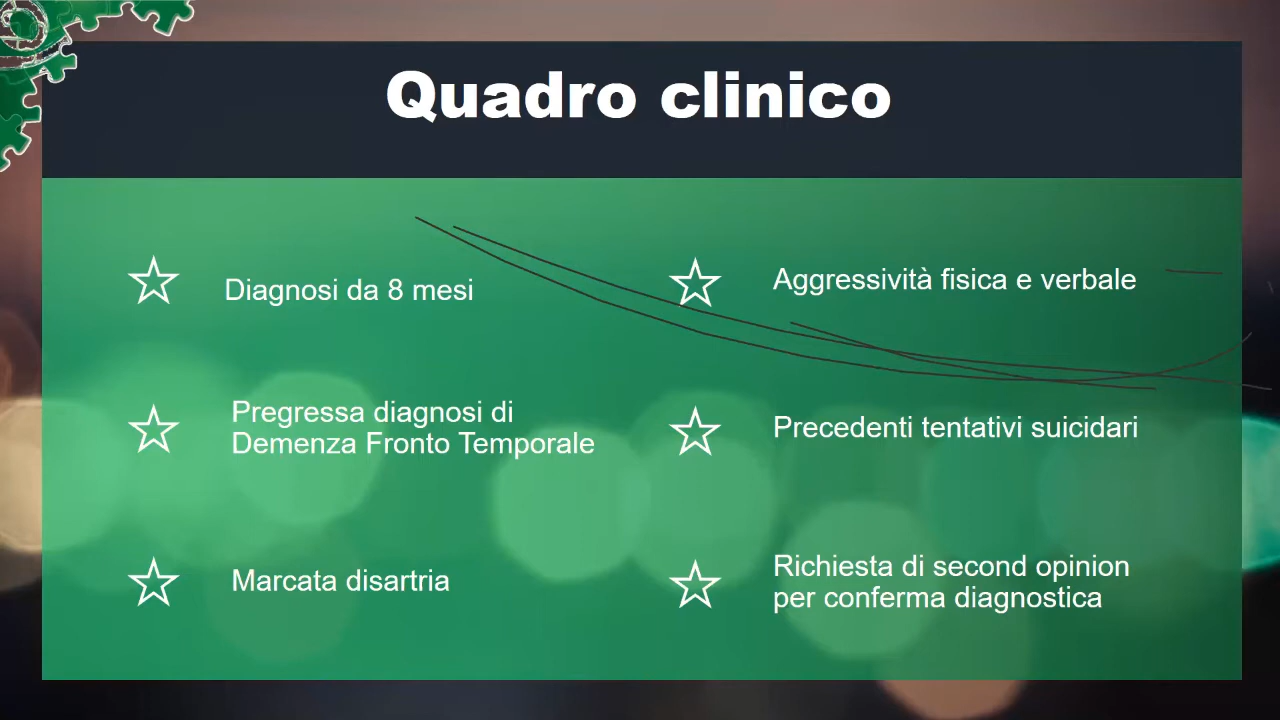 Quadro clinico
Diagnosi da 8 mesi
Pregressa diagnosi di
Demenza Fronto Temporale
Marcata disartria
Aggressività fisica e verbale
Precedenti tentativi suicidari
Richiesta di second opinion
per conferma diagnostica